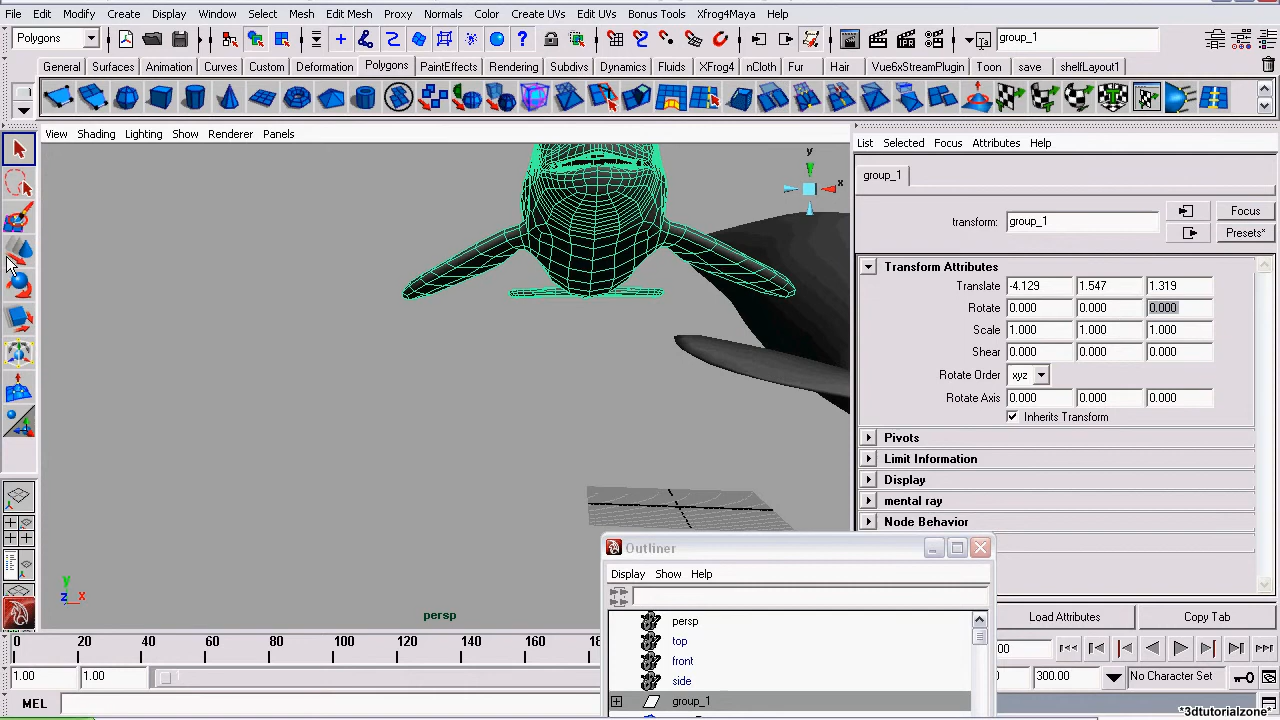 File Edit Modify Create Display Window Select Mesh Edit Mesh Proxy Normals Color Create UVs Edit UVs Bonus Tools Xfrog4Maya Help
Polygons group_1
General Surfaces Animation Curves Custom Deformation Polygons PaintEffects Rendering Subdivs Dynamics Fluids XFrog4 nCloth Fur Hair Vue6xStreamPlugin Toon save shelfLayout1
View Shading Lighting Show Renderer Panels
List Selected Focus Attributes Help
y
x
group_1
transform: group_1 Focus
Presets*
Transform Attributes
Translate -4.129 1.547 1.319
Rotate 0.000 0.000 0.000
Scale 1.000 1.000 1.000
Shear 0.000 0.000 0.000
Rotate Order xyz
Rotate Axis 0.000 0.000 0.000
Inherits Transform
Pivots
Limit Information
Display
mental ray
Node Behavior
Outliner
Display Show Help
y
z x
persp
persp
top
front
side
group_1
Load Attributes Copy Tab
0 20 40 60 80 100 120 140 160
1.00 1.00 1 300.00 No Character Set
MEL
*3dtutorialzone*